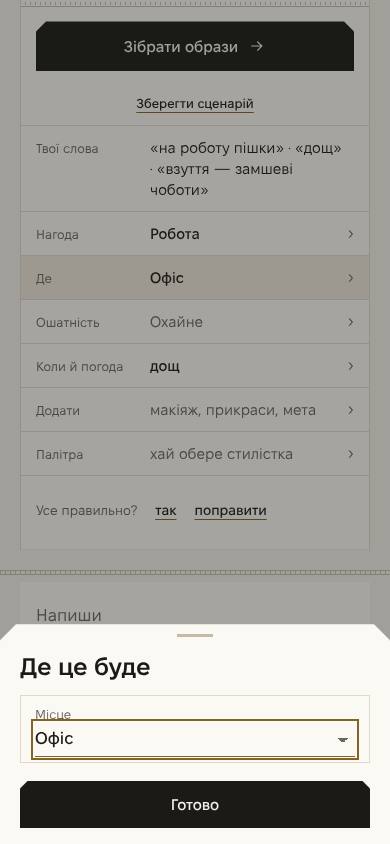 Зібрати образи →
Зберегти сценарій
Твої слова
«на роботу пішки» · «дощ»
· «взуття — замшеві
чоботи»
Нагода Робота
Де Офіс
Ошатність Охайне
Коли й погода дощ
Додати макіяж, прикраси, мета
Палітра хай обере стилістка
Усе правильно? так поправити
Напиши
Де це буде
Місце
Офіс
Готово